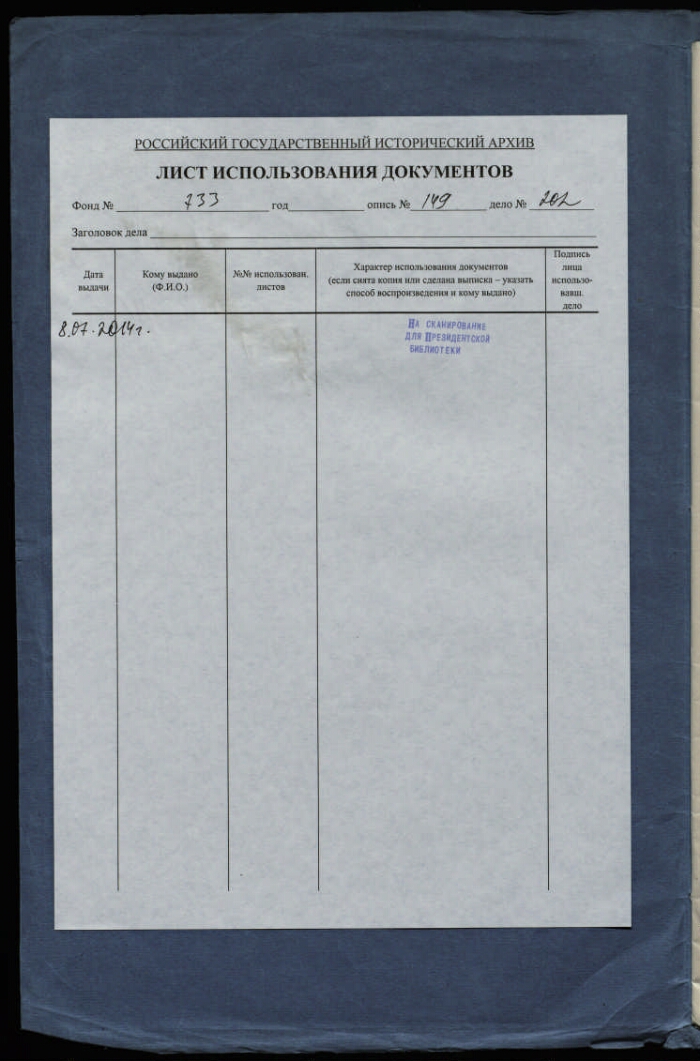 РОССИЙСКИЙ ГОСУДАРСТВЕННЫЙ ИСТОРИЧЕСКИЙ АРХИВ
ЛИСТ ИСПОЛЬЗОВАНИЯ ДОКУМЕНТОВ
Фонд № 733 год опись № 149 дело № 202
Заголовок дела
Дата
выдачи
Кому выдано
(Ф.И.О.)
№№ использован.
листов
Характер использования документов
(если снята копия или сделана выписка – указать
способ воспроизведения и кому выдано)
Подпись
лица
использо-
вавш.
дело
8.07.2014г.
НА СКАНИРОВАНИЕ
ДЛЯ ПРЕЗИДЕНТСКОЙ
БИБЛИОТЕКИ